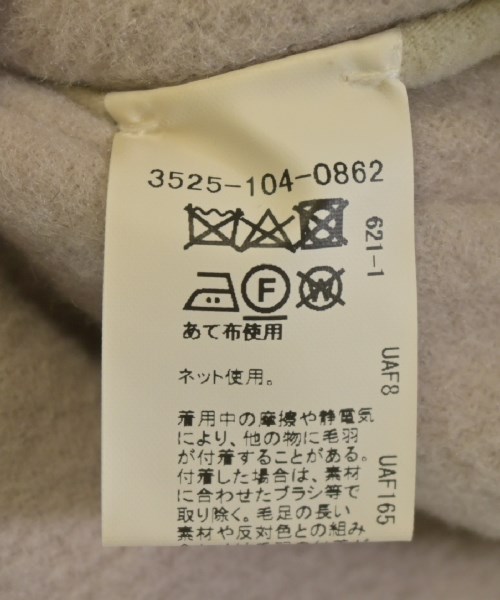 3525-104-0862
621-1
F
W
あて布使用
UAF8
ネット使用。
UAF165
着用中の摩擦や静電気
により、他の物に毛羽
が付着することがある。
付着した場合は、素材
に合わせたブラシ等で
取り除く。毛足の長い
素材や反対色との組み